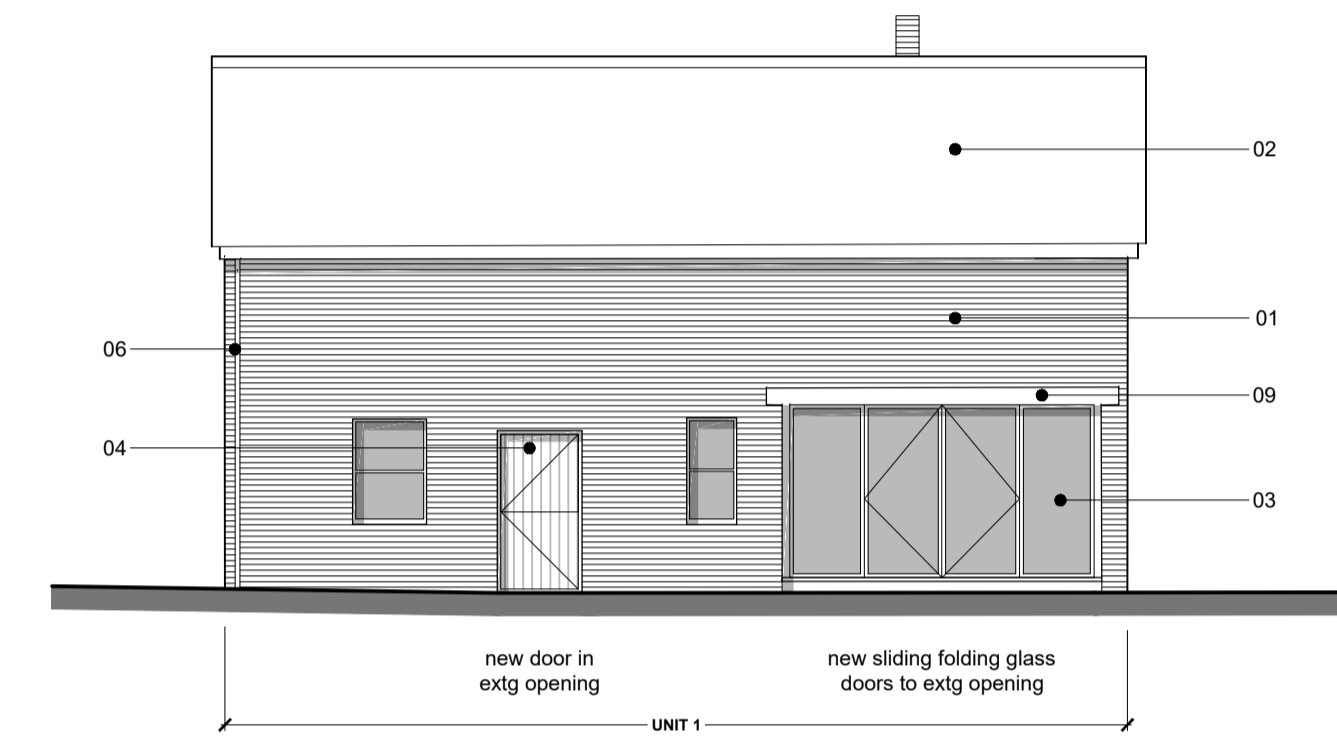 02
01
06
09
04
03
new door in
extg opening
new sliding folding glass
doors to extg opening
UNIT 1